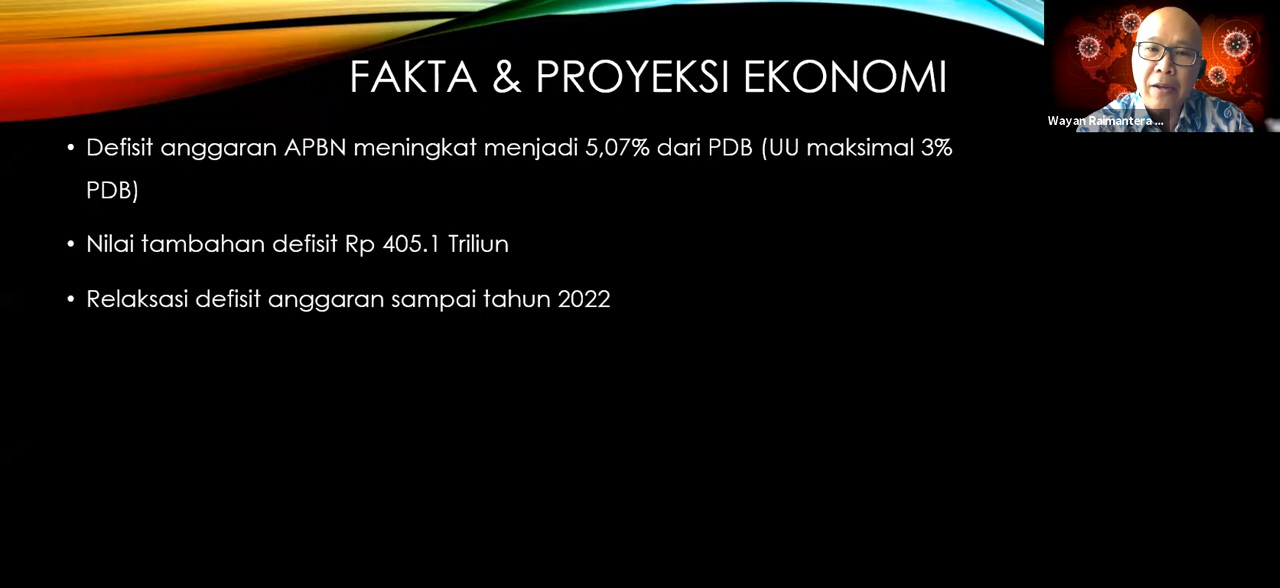 FAKTA & PROYEKSI EKONOMI
Wayan Raimantera ...
• Defisit anggaran APBN meningkat menjadi 5,07% dari PDB (UU maksimal 3%
PDB)
• Nilai tambahan defisit Rp 405.1 Triliun
• Relaksasi defisit anggaran sampai tahun 2022